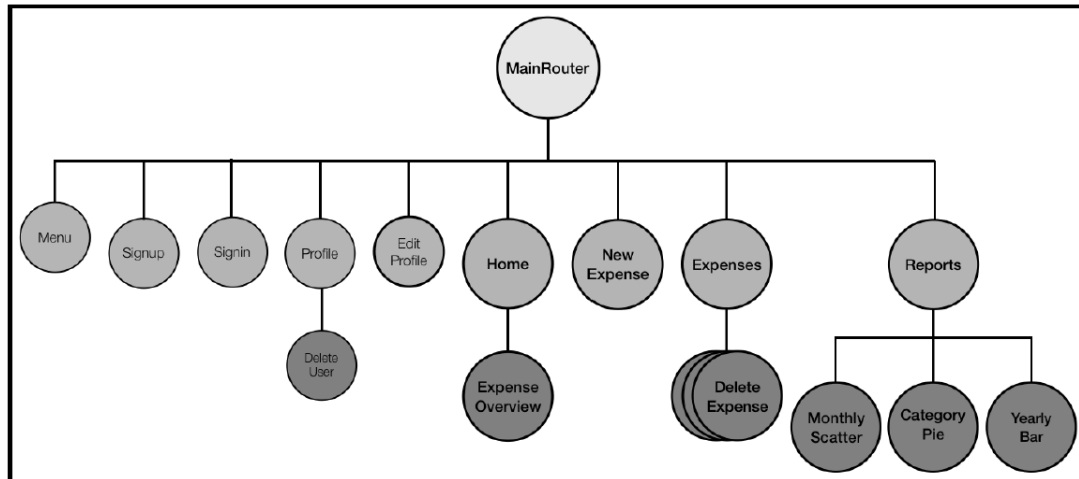 MainRouter
Menu
Signup
Signin
Profile
Edit
Profile
Home
New
Expense
Expenses
Reports
Delete
User
Expense
Overview
Delete
Expense
Monthly
Scatter
Category
Pie
Yearly
Bar